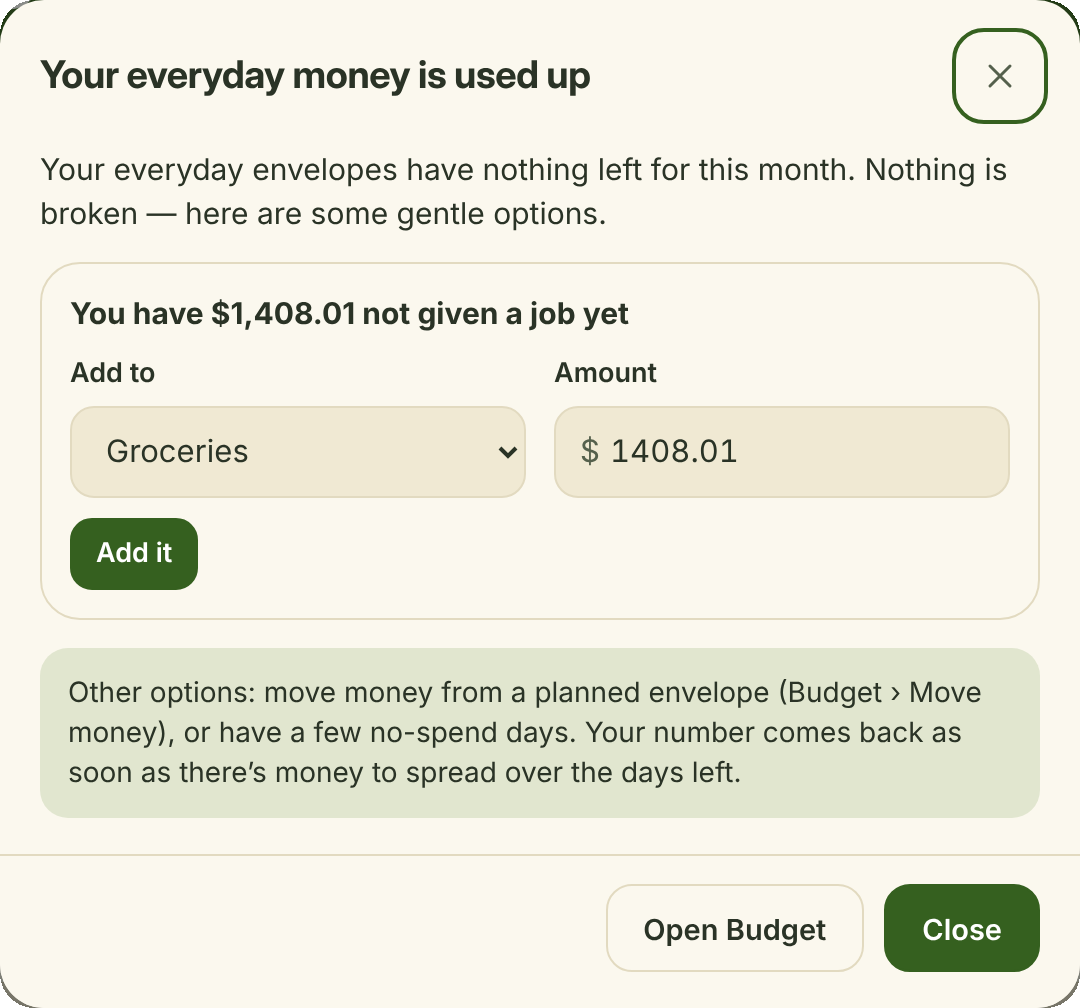 Your everyday money is used up
Your everyday envelopes have nothing left for this month. Nothing is
broken — here are some gentle options.
You have $1,408.01 not given a job yet
Add to
Amount
Groceries
$ 1408.01
Add it
Other options: move money from a planned envelope (Budget › Move
money), or have a few no-spend days. Your number comes back as
soon as there’s money to spread over the days left.
Open Budget
Close